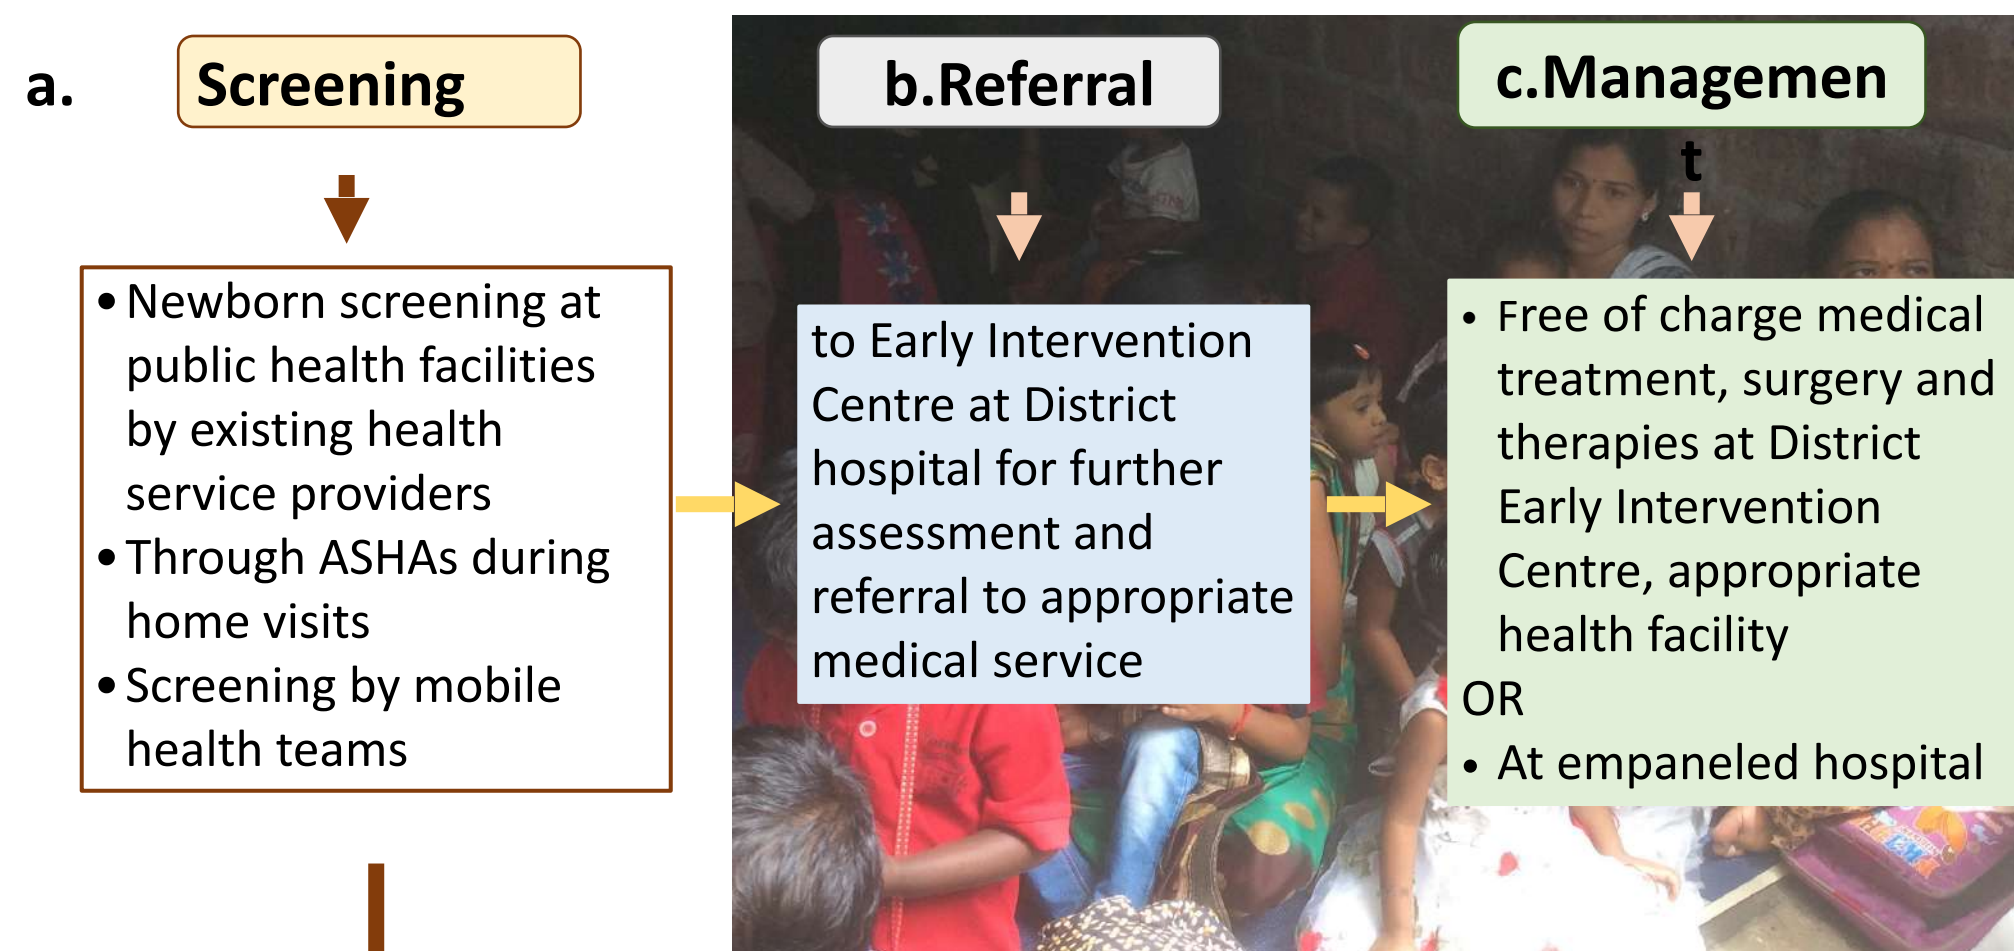 a. Screening
• Newborn screening at
public health facilities
by existing health
service providers
• Through ASHAs during
home visits
• Screening by mobile
health teams
b.Referral
to Early Intervention
Centre at District
hospital for further
assessment and
referral to appropriate
medical service
c.Managemen
t
• Free of charge medical
treatment, surgery and
therapies at District
Early Intervention
Centre, appropriate
health facility
OR
• At empaneled hospital